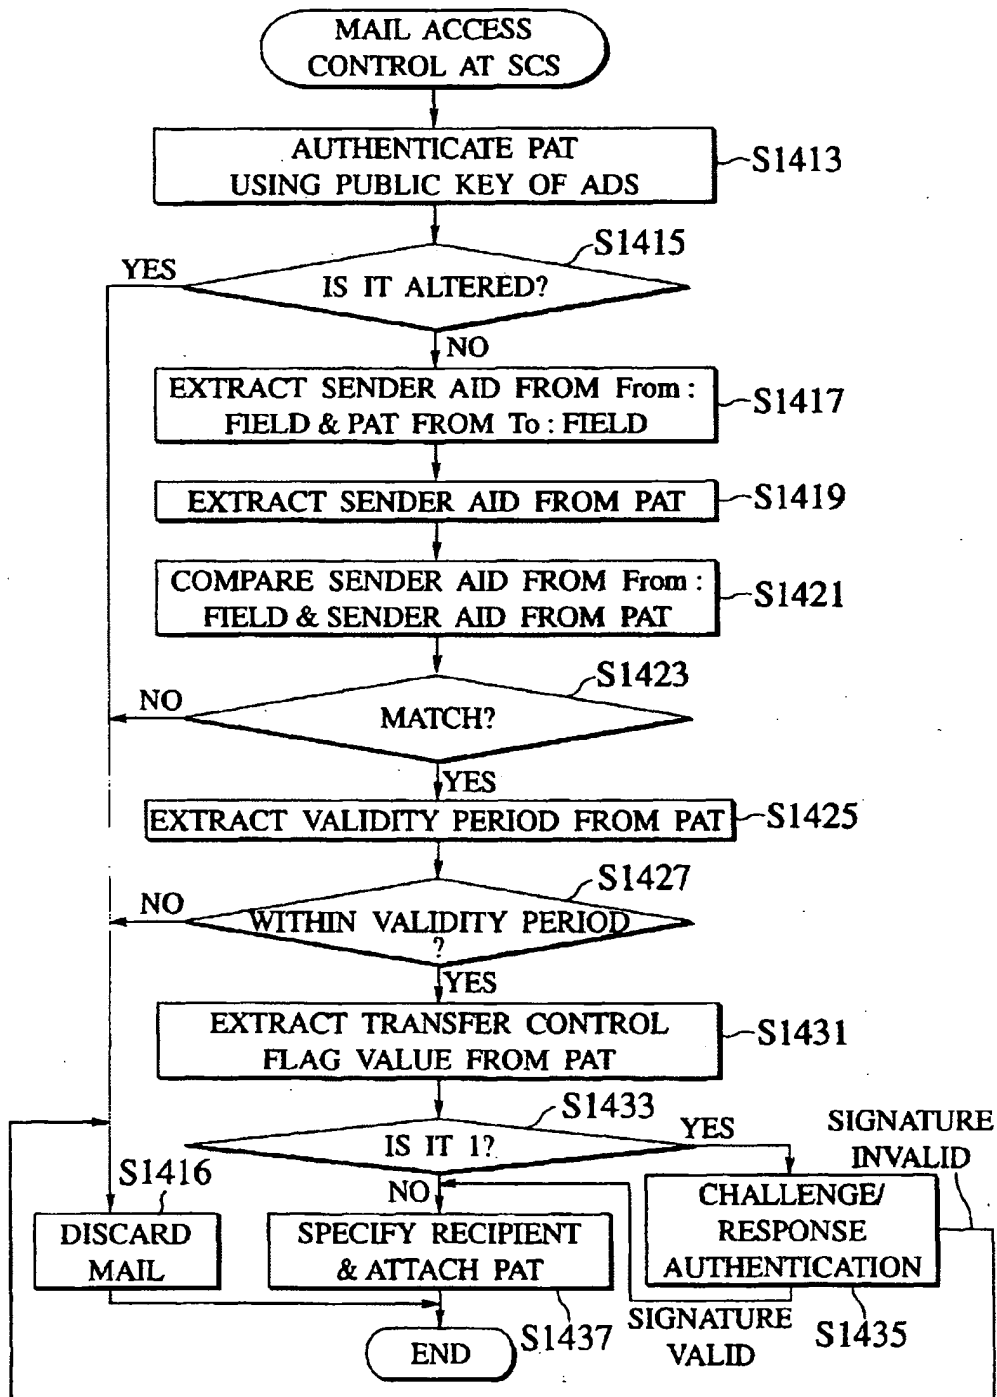 MAIL ACCESS
CONTROL AT SCS
AUTHENTICATE PAT
USING PUBLIC KEY OF ADS
S1413
S1415
YES
IS IT ALTERED?
NO
EXTRACT SENDER AID FROM From :
FIELD & PAT FROM To : FIELD
S1417
EXTRACT SENDER AID FROM PAT
S1419
COMPARE SENDER AID FROM From :
FIELD & SENDER AID FROM PAT
S1421
S1423
NO
MATCH?
YES
EXTRACT VALIDITY PERIOD FROM PAT
S1425
S1427
NO
WITHIN VALIDITY PERIOD
?
YES
EXTRACT TRANSFER CONTROL
FLAG VALUE FROM PAT
S1431
S1433
IS IT 1?
YES
SIGNATURE
INVALID
S1416
NO
DISCARD
MAIL
SPECIFY RECIPIENT
& ATTACH PAT
CHALLENGE/
RESPONSE
AUTHENTICATION
S1437
SIGNATURE
VALID
S1435
END